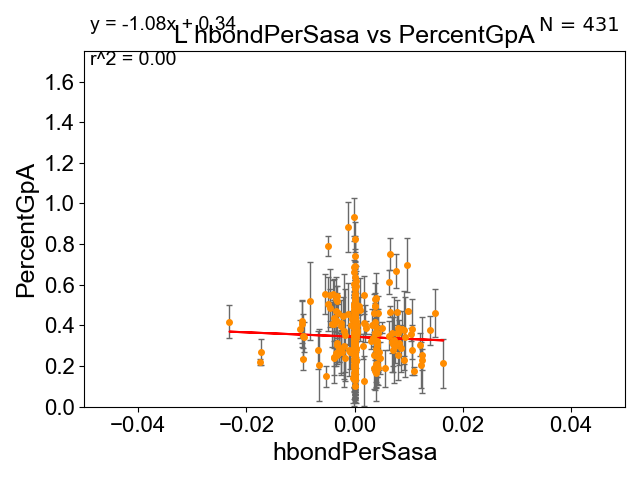 y = -1.08x + 0.34
N = 431
L hbondPerSasa vs PercentGpA
r^2 = 0.00
PercentGpA
1.6
1.4
1.2
1.0
0.8
0.6
0.4
0.2
0.0
−0.04 −0.02 0.00 0.02 0.04
hbondPerSasa